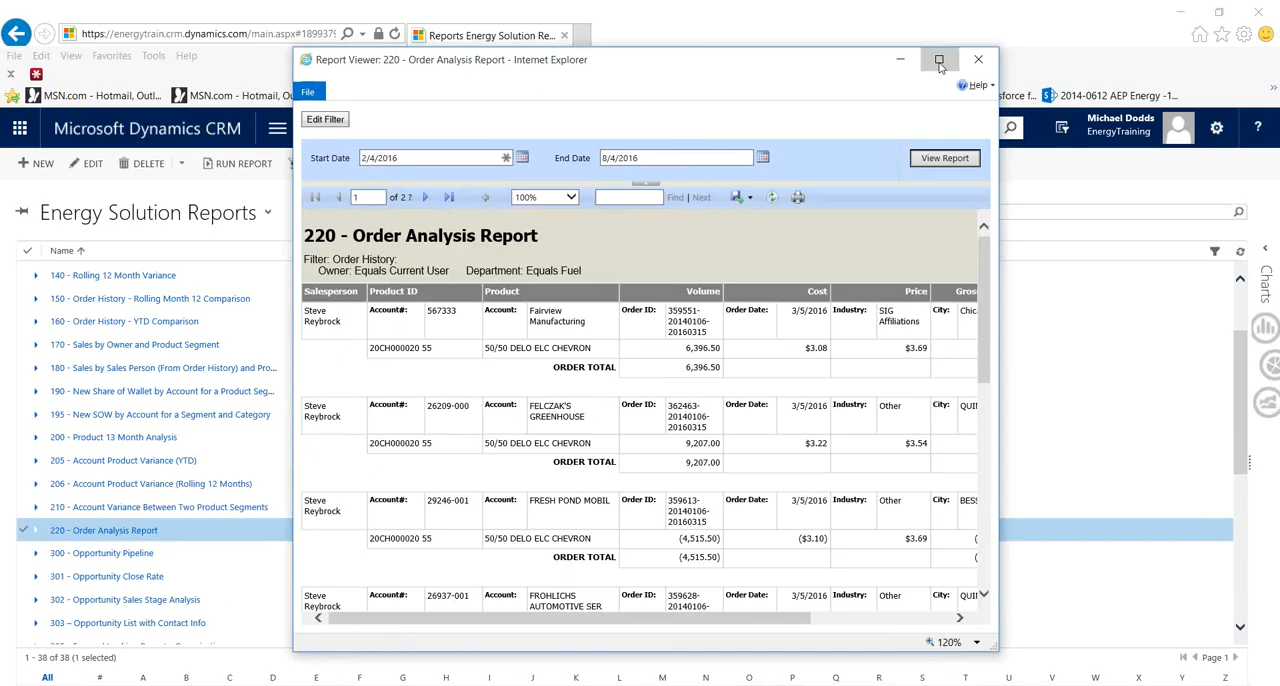 https://energytrain.crm.dynamics.com/main.aspx#1899379
Reports Energy Solution Re...
File Edit View Favorites Tools Help
x
MSN.com - Hotmail, Outl...
MSN.com - Hotmail, O
sforce f...
2014-0612 AEP Energy -1...
Microsoft Dynamics CRM
Michael Dodds
EnergyTraining
?
NEW EDIT DELETE RUN REPORT
Energy Solution Reports
Name
140 - Rolling 12 Month Variance
150 - Order History - Rolling Month 12 Comparison
160 - Order History - YTD Comparison
170 - Sales by Owner and Product Segment
180 - Sales by Sales Person (From Order History) and Pro...
190 - New Share of Wallet by Account for a Product Seg...
195 - New SOW by Account for a Segment and Category
200 - Product 13 Month Analysis
205 - Account Product Variance (YTD)
206 - Account Product Variance (Rolling 12 Months)
210 - Account Variance Between Two Product Segments
220 - Order Analysis Report
300 - Opportunity Pipeline
301 - Opportunity Close Rate
302 - Opportunity Sales Stage Analysis
303 – Opportunity List with Contact Info
1 - 38 of 38 (1 selected)
Page 1
All # A B C D E F G H I J K L M N O P Q R S T U V W X Y Z
Charts
Report Viewer: 220 - Order Analysis Report - Internet Explorer
File
Help
Edit Filter
Start Date 2/4/2016 End Date 8/4/2016 View Report
1 of 2 ? 100% Find | Next
220 - Order Analysis Report
Filter: Order History:
Owner: Equals Current User Department: Equals Fuel
Salesperson Product ID Product Volume Cost Price Gros
Steve Reybrock Account#: 567333 Account: Fairview Manufacturing Order ID: 359551-20140106-20160315 Order Date: 3/5/2016 Industry: SIG Affiliations City: Chic
20CH000020 55 50/50 DELO ELC CHEVRON 6,396.50 $3.08 $3.69
ORDER TOTAL 6,396.50
Steve Reybrock Account#: 26209-000 Account: FELCZAK'S GREENHOUSE Order ID: 362463-20140106-20160315 Order Date: 3/5/2016 Industry: Other City: QUIN
20CH000020 55 50/50 DELO ELC CHEVRON 9,207.00 $3.22 $3.54
ORDER TOTAL 9,207.00
Steve Reybrock Account#: 29246-001 Account: FRESH POND MOBIL Order ID: 359613-20140106-20160315 Order Date: 3/5/2016 Industry: Other City: BESS
20CH000020 55 50/50 DELO ELC CHEVRON (4,515.50) ($3.10) $3.69 (
ORDER TOTAL (4,515.50) (
Steve Reybrock Account#: 26937-001 Account: FROHLICHS AUTOMOTIVE SER Order ID: 359628-20140106- Order Date: 3/5/2016 Industry: Other City: QUIN
120%